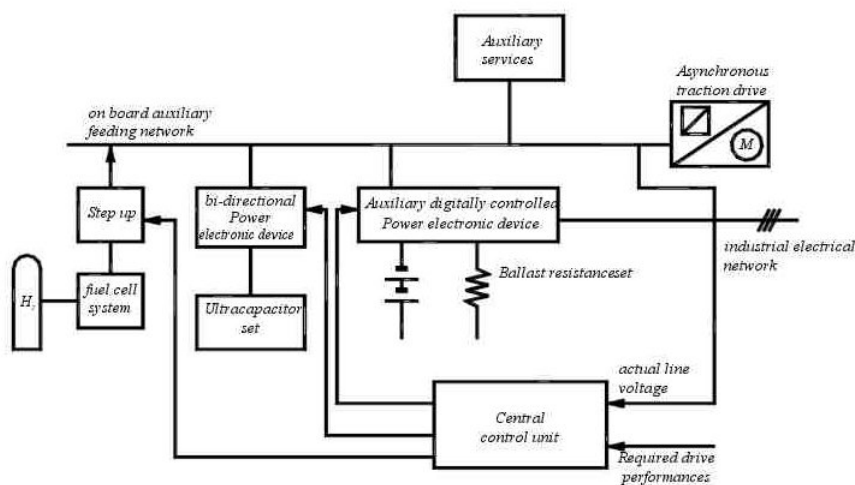 Auxiliary
services
Asynchronous
traction drive
M
on board auxiliary
feeding network
Step up
bi-directional
Power
electronic device
Auxiliary digitally controlled
Power electronic device
industrial electrical
network
H₂
fuel cell
system
Ultracapacitor
set
Ballast resistanceset
actual line
voltage
Central
control unit
Required drive
performances